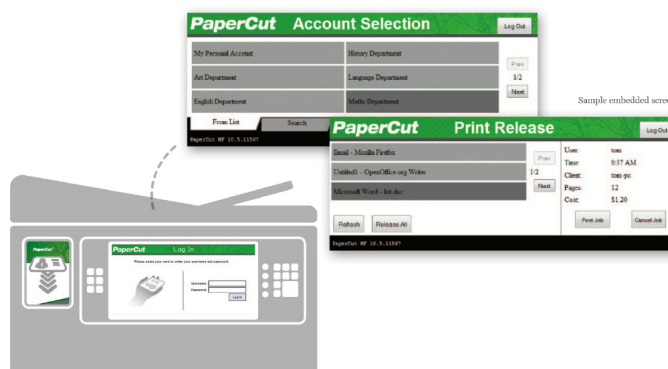 PaperCut Account Selection Log Out
My Personal Account History Department
Prev
Art Department Language Department 1/2
Next
English Department Maths Department
From List Search
PaperCut MF 10.5.11567
Sample embedded scree
PaperCut Print Release Log Out
Email - Mozilla Firefox Prev User: tom
Time: 0:37 AM
Untitled1 - OpenOffice.org Writer 1/2 Client: tom-pc
Microsoft Word - list.doc Next Pages: 12
Cost: $1.20
Refresh Release All Print Job Cancel Job
PaperCut MF 10.5.11567
PaperCut
PaperCut Log In
Please swipe your card or enter your username and password.
Username
Password
Log In